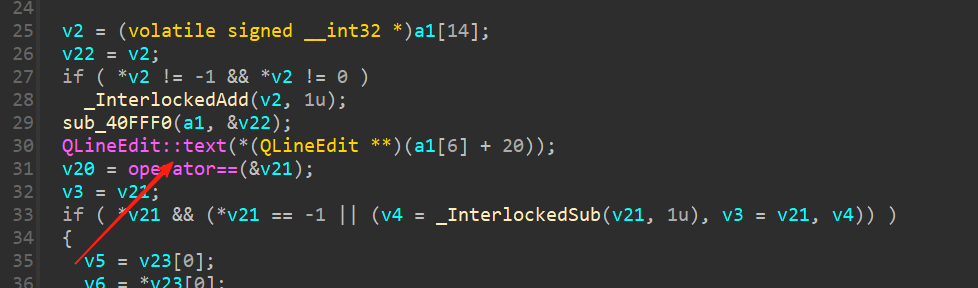 24
25 v2 = (volatile signed __int32 *)a1[14];
26 v22 = v2;
27 if ( *v2 != -1 && *v2 != 0 )
28 _InterlockedAdd(v2, 1u);
29 sub_40FFF0(a1, &v22);
30 QLineEdit::text(*(QLineEdit **)(a1[6] + 20));
31 v20 = operator==(&v21);
32 v3 = v21;
33 if ( *v21 && (*v21 == -1 || (v4 = _InterlockedSub(v21, 1u), v3 = v21, v4)) )
34 {
35 v5 = v23[0];
36 v6 = *v23[0];